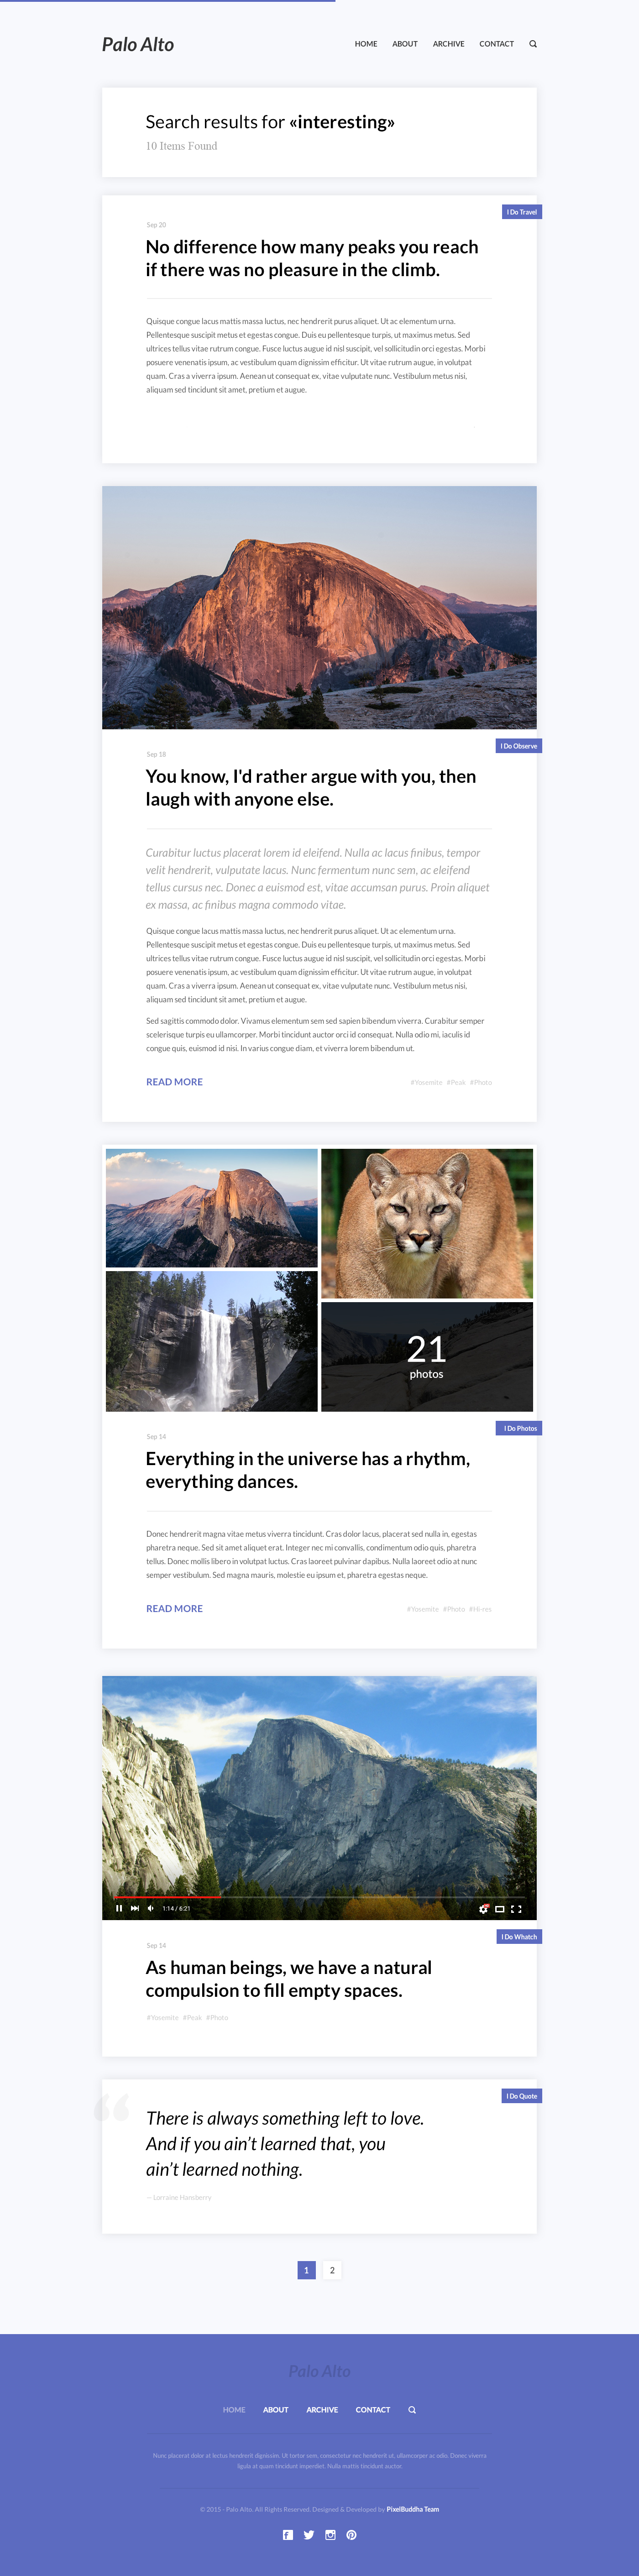 Palo Alto
HOME ABOUT ARCHIVE CONTACT
Search results for «interesting»
10 Items Found
I Do Travel
Sep 20
No difference how many peaks you reach
if there was no pleasure in the climb.
Quisque congue lacus mattis massa luctus, nec hendrerit purus aliquet. Ut ac elementum urna.
Pellentesque suscipit metus et egestas congue. Duis eu pellentesque turpis, ut maximus metus. Sed
ultrices tellus vitae rutrum congue. Fusce luctus augue id nisl suscipit, vel sollicitudin orci egestas. Morbi
posuere venenatis ipsum, ac vestibulum quam dignissim efficitur. Ut vitae rutrum augue, in volutpat
quam. Cras a viverra ipsum. Aenean ut consequat ex, vitae vulputate nunc. Vestibulum metus nisi,
aliquam sed tincidunt sit amet, pretium et augue.
I Do Observe
Sep 18
You know, I'd rather argue with you, then
laugh with anyone else.
Curabitur luctus placerat lorem id eleifend. Nulla ac lacus finibus, tempor
velit hendrerit, vulputate lacus. Nunc fermentum nunc sem, ac eleifend
tellus cursus nec. Donec a euismod est, vitae accumsan purus. Proin aliquet
ex massa, ac finibus magna commodo vitae.
Quisque congue lacus mattis massa luctus, nec hendrerit purus aliquet. Ut ac elementum urna.
Pellentesque suscipit metus et egestas congue. Duis eu pellentesque turpis, ut maximus metus. Sed
ultrices tellus vitae rutrum congue. Fusce luctus augue id nisl suscipit, vel sollicitudin orci egestas. Morbi
posuere venenatis ipsum, ac vestibulum quam dignissim efficitur. Ut vitae rutrum augue, in volutpat
quam. Cras a viverra ipsum. Aenean ut consequat ex, vitae vulputate nunc. Vestibulum metus nisi,
aliquam sed tincidunt sit amet, pretium et augue.
Sed sagittis commodo dolor. Vivamus elementum sem sed sapien bibendum viverra. Curabitur semper
scelerisque turpis eu ullamcorper. Morbi tincidunt auctor orci id consequat. Nulla odio mi, iaculis id
congue quis, euismod id nisi. In varius congue diam, et viverra lorem bibendum ut.
READ MORE #Yosemite #Peak #Photo
21
photos
I Do Photos
Sep 14
Everything in the universe has a rhythm,
everything dances.
Donec hendrerit magna vitae metus viverra tincidunt. Cras dolor lacus, placerat sed nulla in, egestas
pharetra neque. Sed sit amet aliquet erat. Integer nec mi convallis, condimentum odio quis, pharetra
tellus. Donec mollis libero in volutpat luctus. Cras laoreet pulvinar dapibus. Nulla laoreet odio at nunc
semper vestibulum. Sed magna mauris, molestie eu ipsum et, pharetra egestas neque.
READ MORE #Yosemite #Photo #Hi-res
1:14 / 6:21
I Do Whatch
Sep 14
As human beings, we have a natural
compulsion to fill empty spaces.
#Yosemite #Peak #Photo
I Do Quote
“
There is always something left to love.
And if you ain’t learned that, you
ain’t learned nothing.
— Lorraine Hansberry
1 2
Palo Alto
HOME ABOUT ARCHIVE CONTACT
Nunc placerat dolor at lectus hendrerit dignissim. Ut tortor sem, consectetur nec hendrerit ut, ullamcorper ac odio. Donec viverra
ligula at quam tincidunt imperdiet. Nulla mattis tincidunt auctor.
© 2015 - Palo Alto. All Rights Reserved. Designed & Developed by PixelBuddha Team